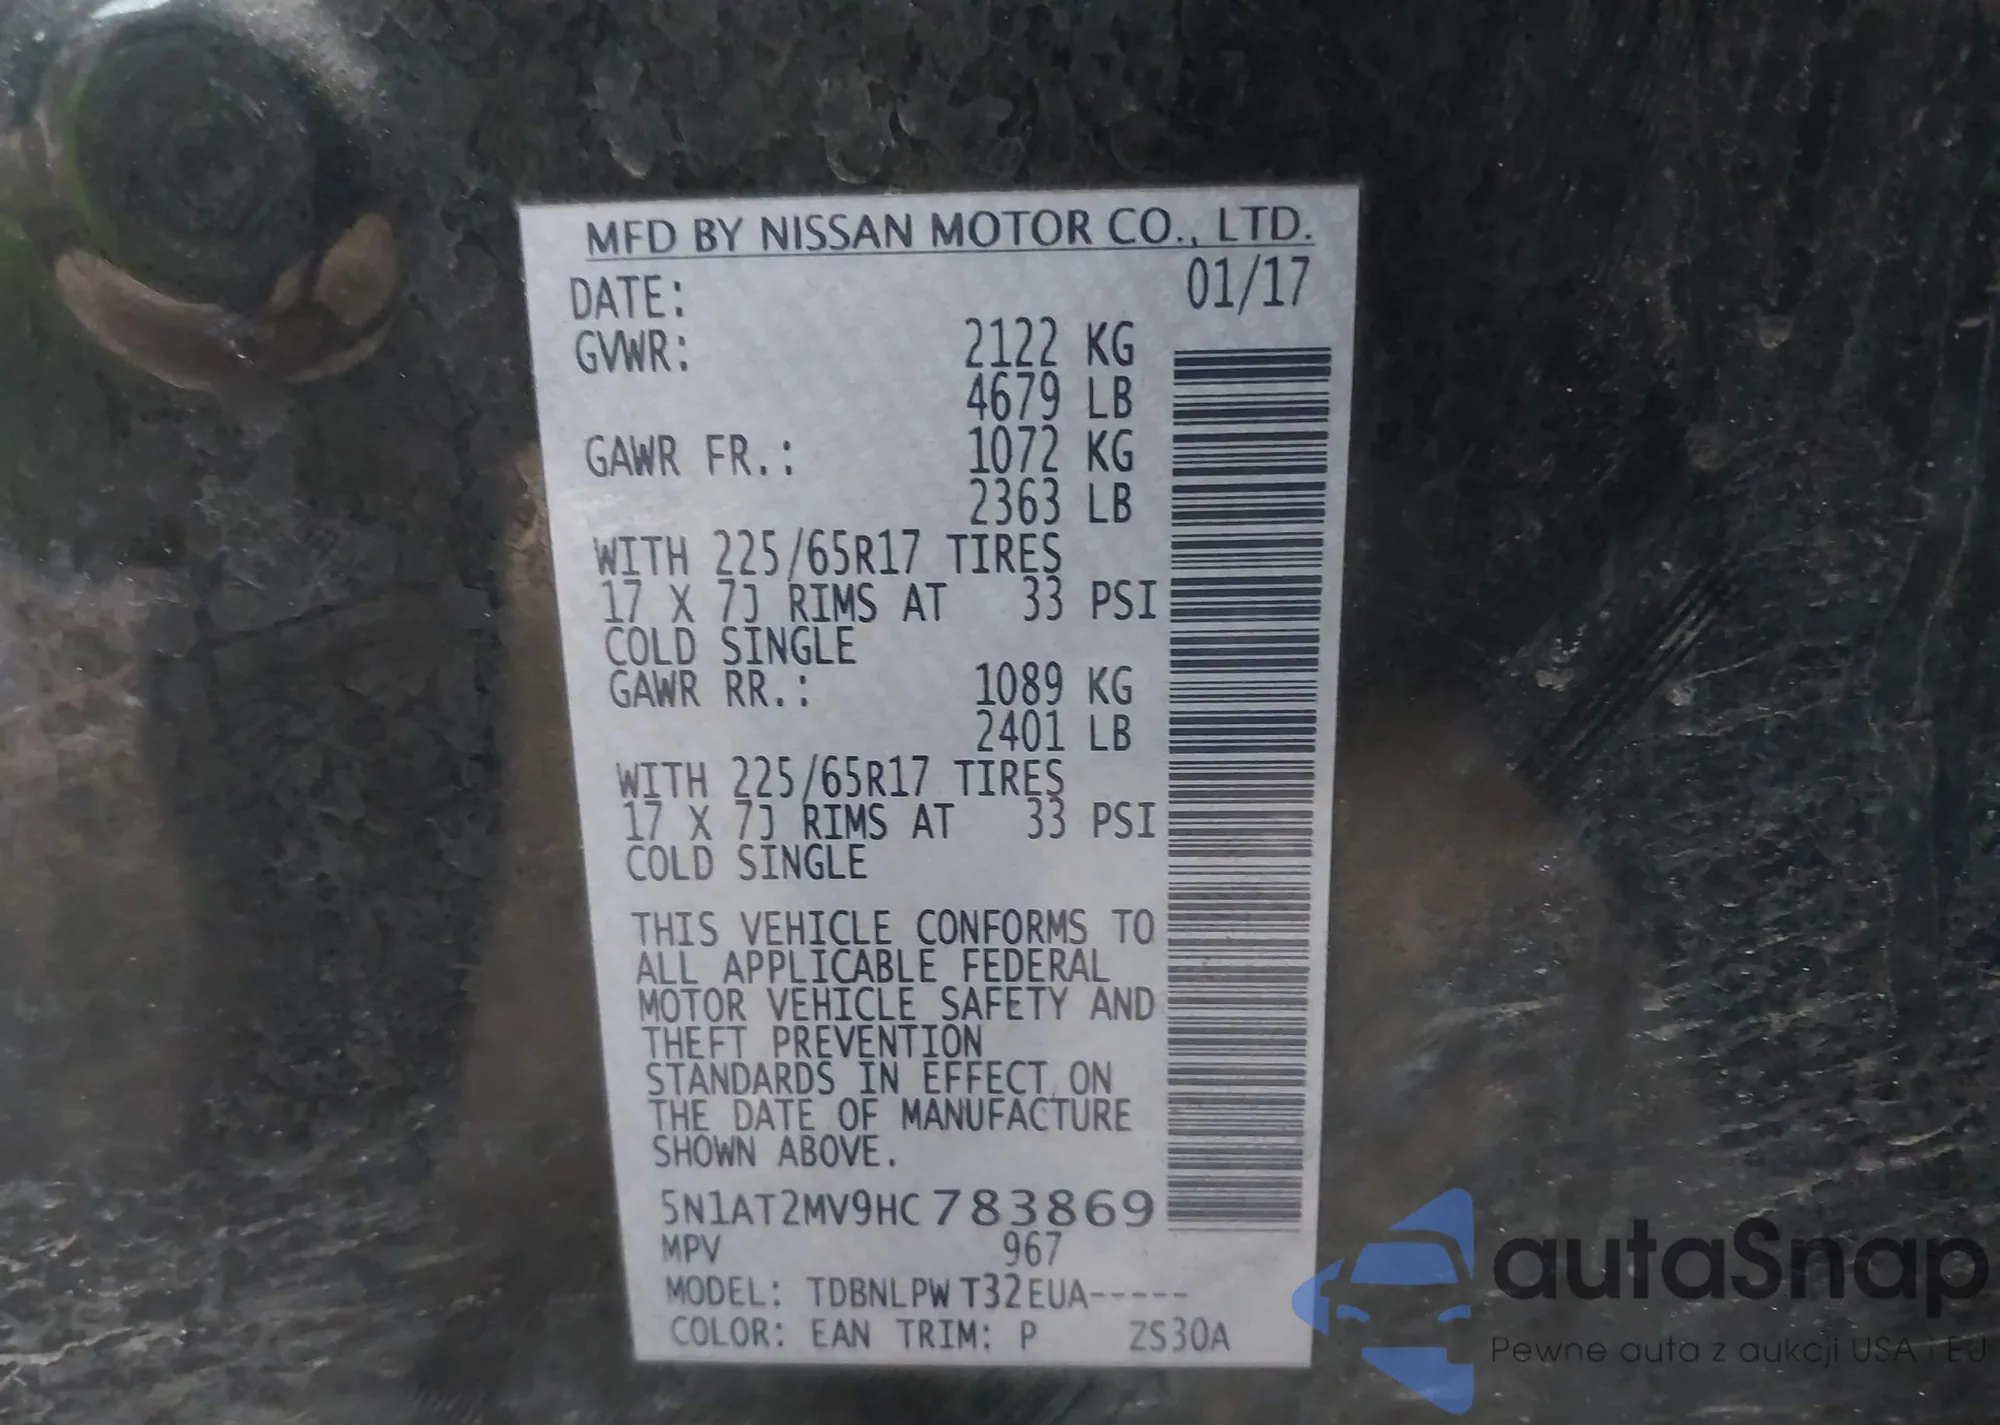 MFD BY NISSAN MOTOR CO., LTD.
DATE: 01/17
GVWR: 2122 KG
4679 LB
GAWR FR.: 1072 KG
2363 LB
WITH 225/65R17 TIRES
17 X 7J RIMS AT 33 PSI
COLD SINGLE
GAWR RR.: 1089 KG
2401 LB
WITH 225/65R17 TIRES
17 X 7J RIMS AT 33 PSI
COLD SINGLE
THIS VEHICLE CONFORMS TO
ALL APPLICABLE FEDERAL
MOTOR VEHICLE SAFETY AND
THEFT PREVENTION
STANDARDS IN EFFECT ON
THE DATE OF MANUFACTURE
SHOWN ABOVE.
5N1AT2MV9HC783869
MPV 967
MODEL: TDBNLPW T32EUA-----
COLOR: EAN TRIM: P ZS30A
autaSnap
Pewne auta z aukcji USA i EU